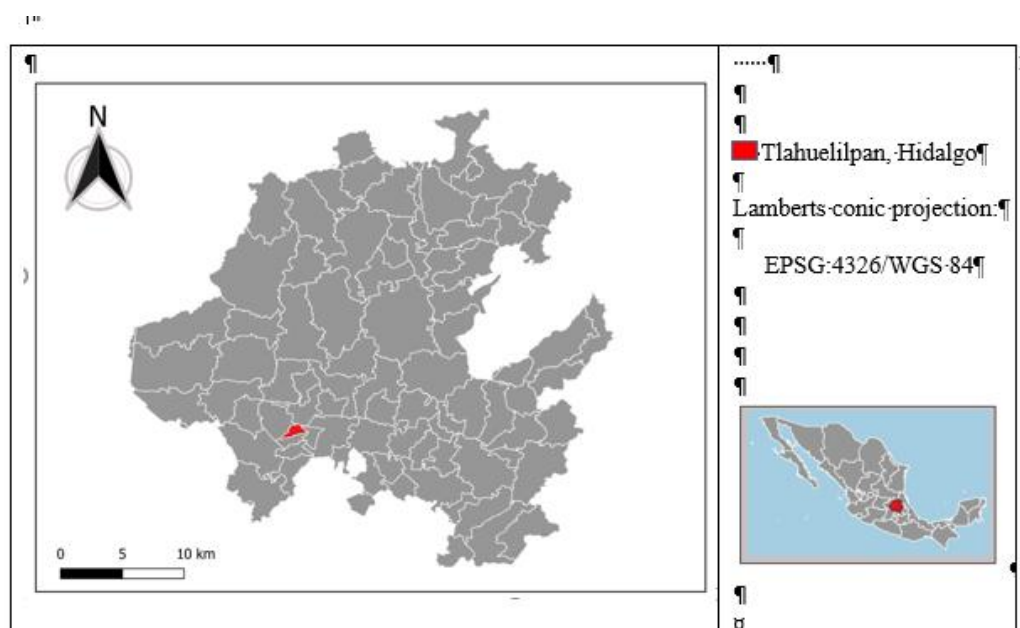 N
0 5 10 km
Tlahuelilpan, Hidalgo¶
Lamberts conic projection:¶
EPSG:4326/WGS 84¶